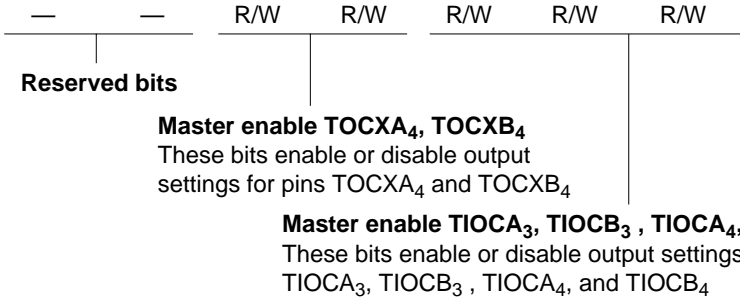 — — R/W R/W R/W R/W R/W
Reserved bits
Master enable TOCXA₄, TOCXB₄
These bits enable or disable output
settings for pins TOCXA₄ and TOCXB₄
Master enable TIOCA₃, TIOCB₃ , TIOCA₄,
These bits enable or disable output settings
TIOCA₃, TIOCB₃ , TIOCA₄, and TIOCB₄